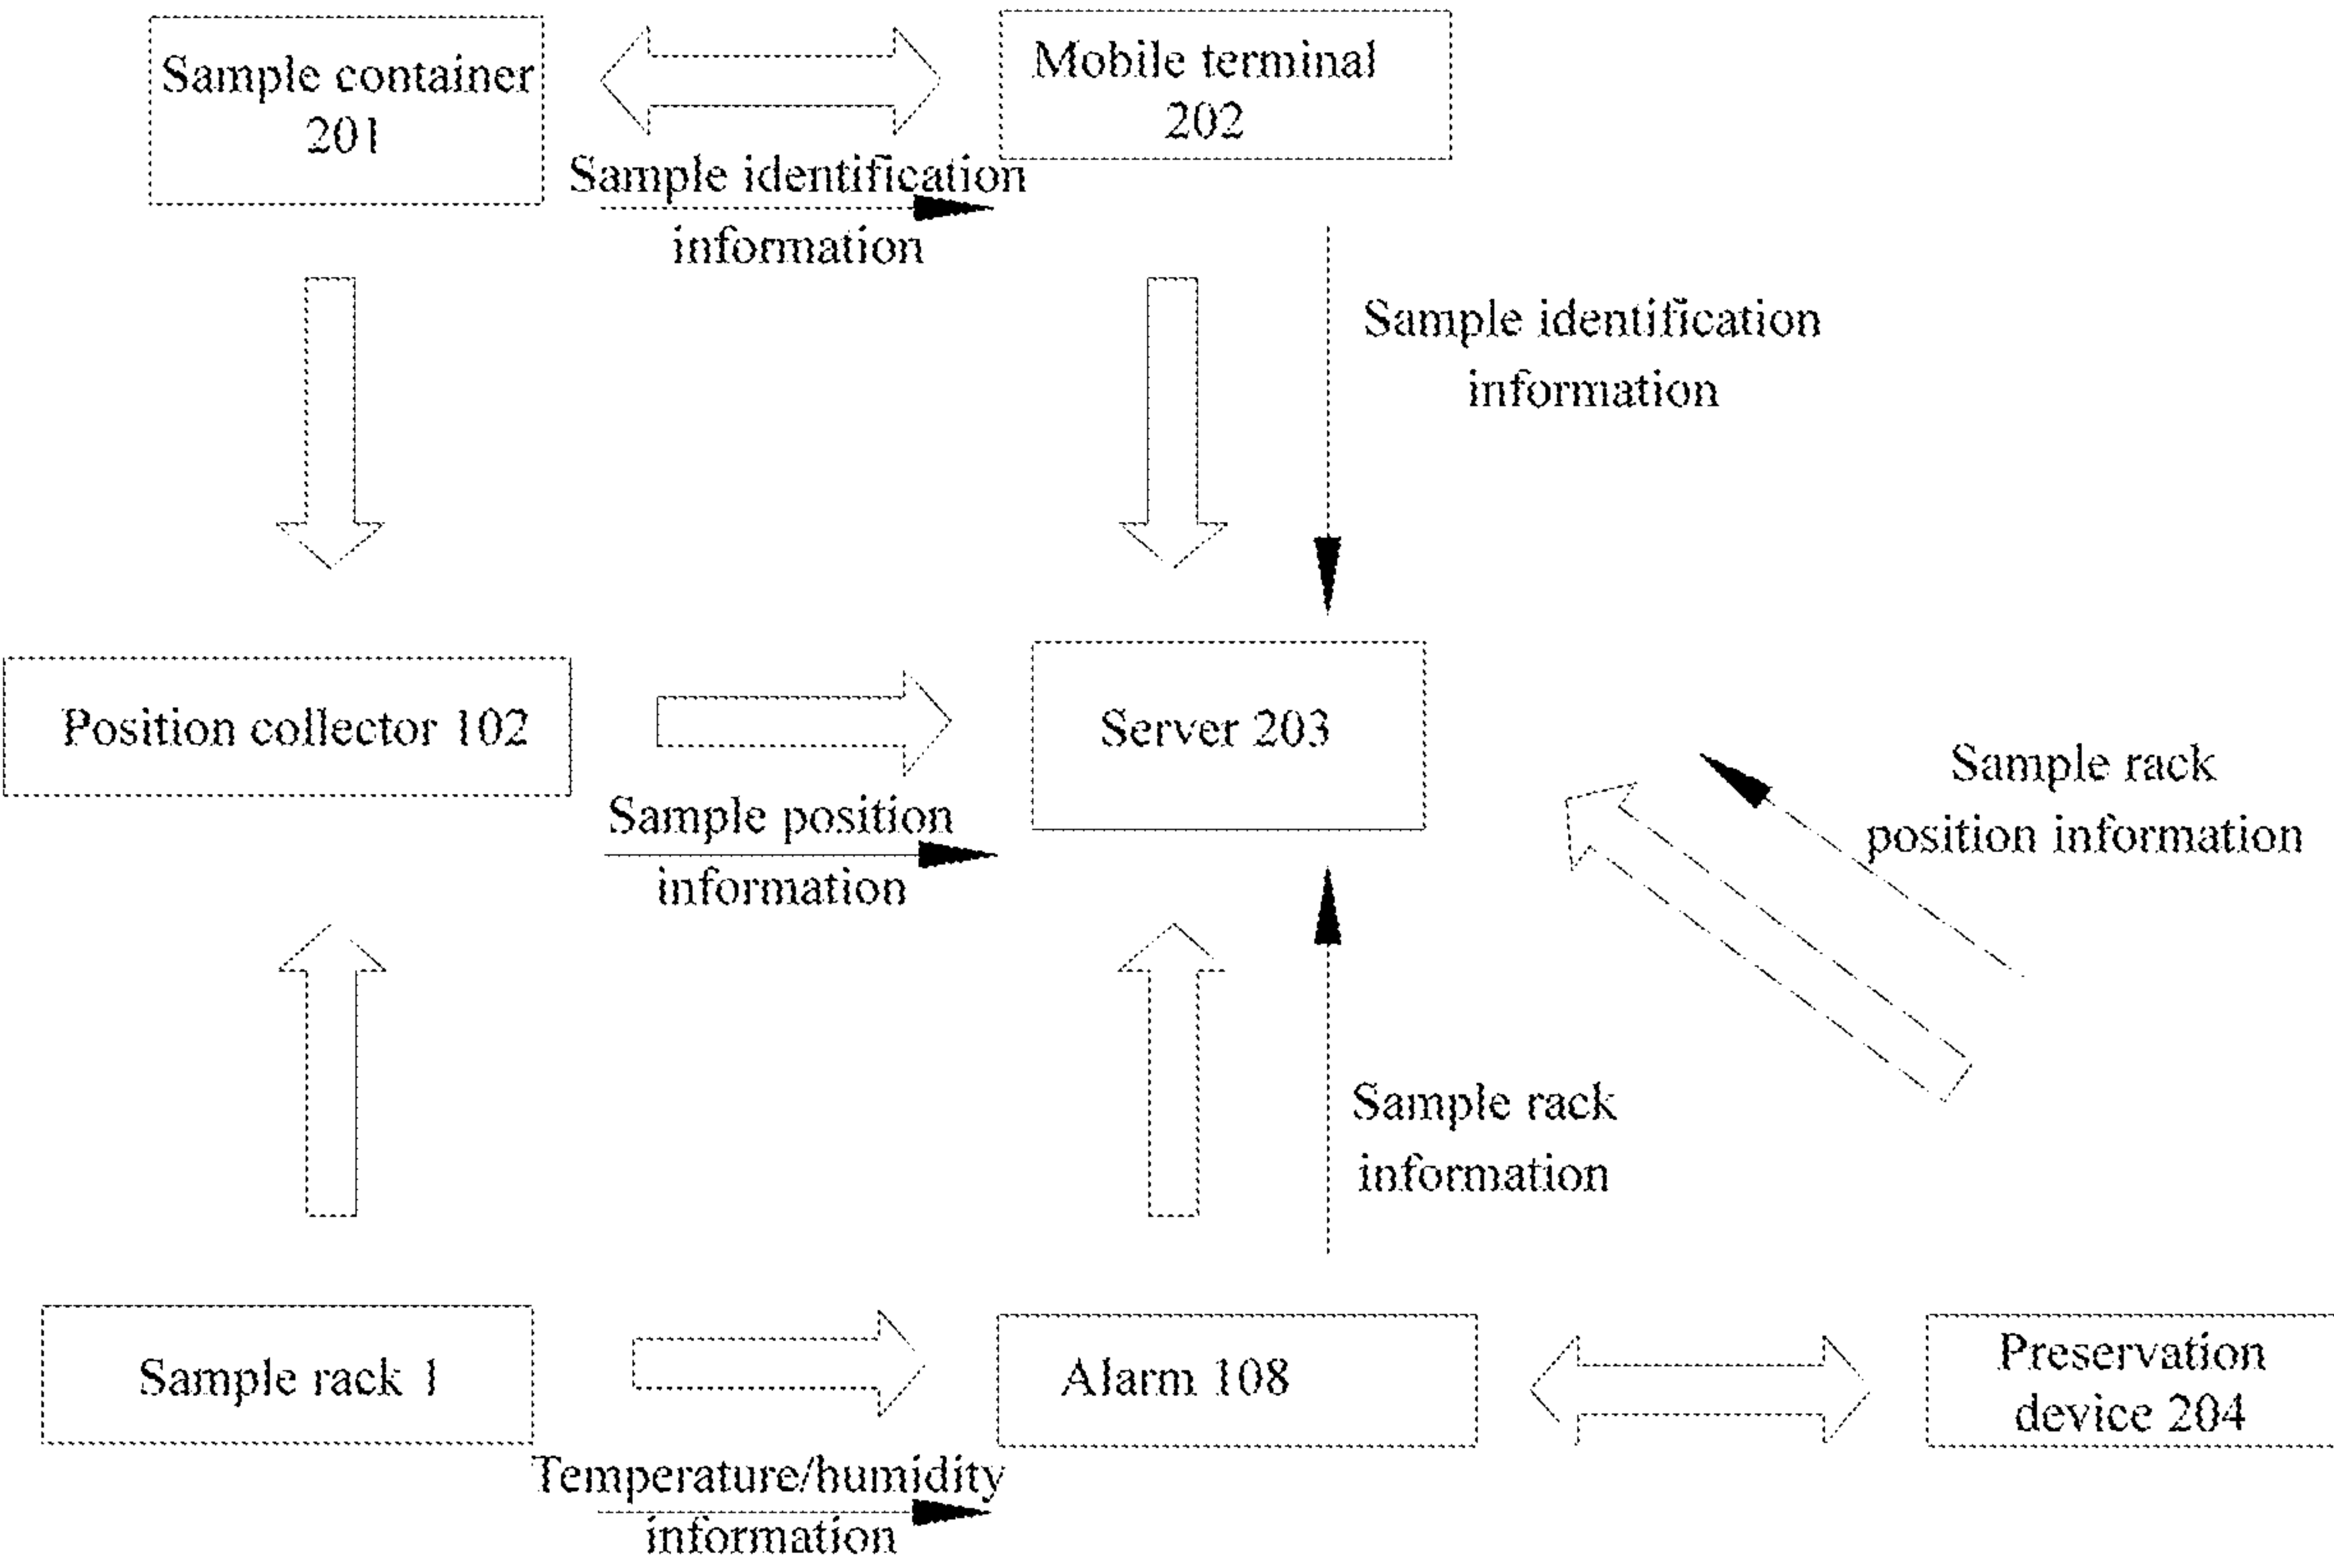 Sample container
201
Mobile terminal
202
Sample identification
information
Sample identification
information
Position collector 102
Server 203
Sample position
information
Sample rack
position information
Sample rack
information
Sample rack 1
Alarm 108
Preservation
device 204
Temperature/humidity
information